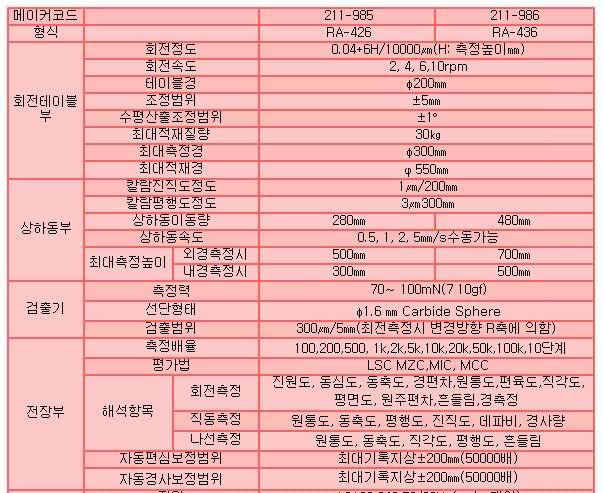 메이커코드 211-985 211-986
형식 RA-426 RA-436
회전테이블부 회전정도 0.04+6H/10000㎛(H: 측정높이㎜)
회전속도 2, 4, 6,10rpm
테이블경 φ200㎜
조정범위 ±5㎜
수평산출조정범위 ±1°
최대적재질량 30㎏
최대측정경 φ300㎜
최대적재경 φ 550㎜
상하동부 칼람진직도정도 1㎛/200㎜
칼람평행도정도 3㎛300㎜
상하동이동량 280㎜ 480㎜
상하동속도 0.5, 1, 2, 5㎜/s수동가능
최대측정높이 외경측정시 500㎜ 700㎜
내경측정시 300㎜ 500㎜
검출기 측정력 70~ 100mN(7 10gf)
선단형태 φ1.6 ㎜ Carbide Sphere
검출범위 300㎛/5㎜(회전측정시 변경방향 R축에 의함)
전장부 측정배율 100,200,500, 1k,2k,5k,10k,20k,50k,100k,10단계
평가법 LSC MZC,MIC, MCC
해석항목 회전측정 진원도, 동심도, 동축도, 경편차,원통도,편육도,직각도,
평면도, 원주편차,흔들림,경측정
직동측정 원통도, 동축도, 평행도, 진직도, 데파비, 경사량
나선측정 원통도, 동축도, 직각도, 평행도, 흔들림
자동편심보정범위 최대기록지상±200㎜(50000배)
자동경사보정범위 최대기록지상±200㎜(50000배)